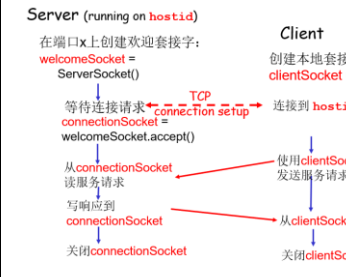 Server (running on hostid)
在端口x上创建欢迎套接字:
welcomeSocket =
ServerSocket()
等待连接请求
connectionSocket =
welcomeSocket.accept()
从connectionSocket
读服务请求
写响应到
connectionSocket
关闭connectionSocket
TCP
connection setup
Client
创建本地套接
clientSocket
连接到 hosti
使用clientSo
发送服务请求
从clientSock
关闭clientSo